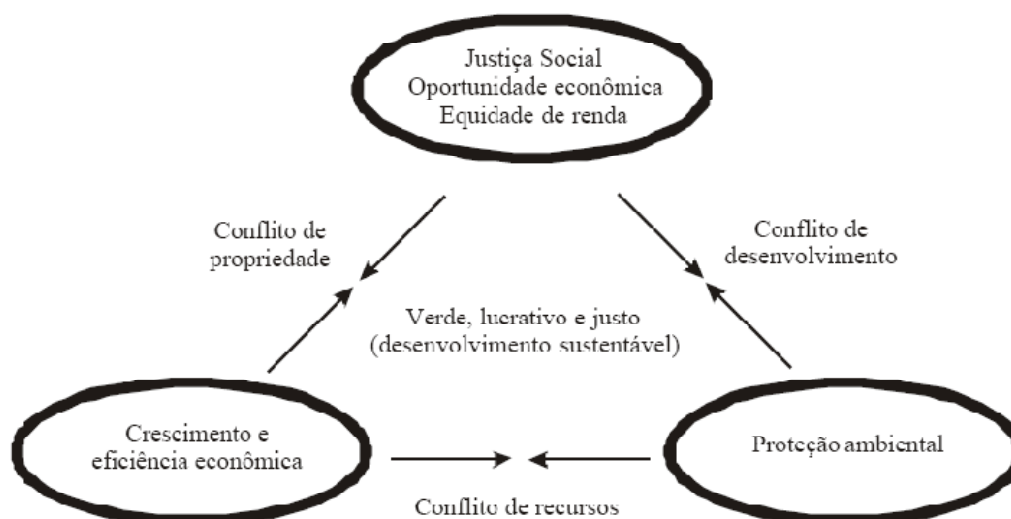 Justiça Social
Oportunidade econômica
Equidade de renda
Conflito de
propriedade
Conflito de
desenvolvimento
Verde, lucrativo e justo
(desenvolvimento sustentável)
Crescimento e
eficiência econômica
Proteção ambiental
Conflito de recursos